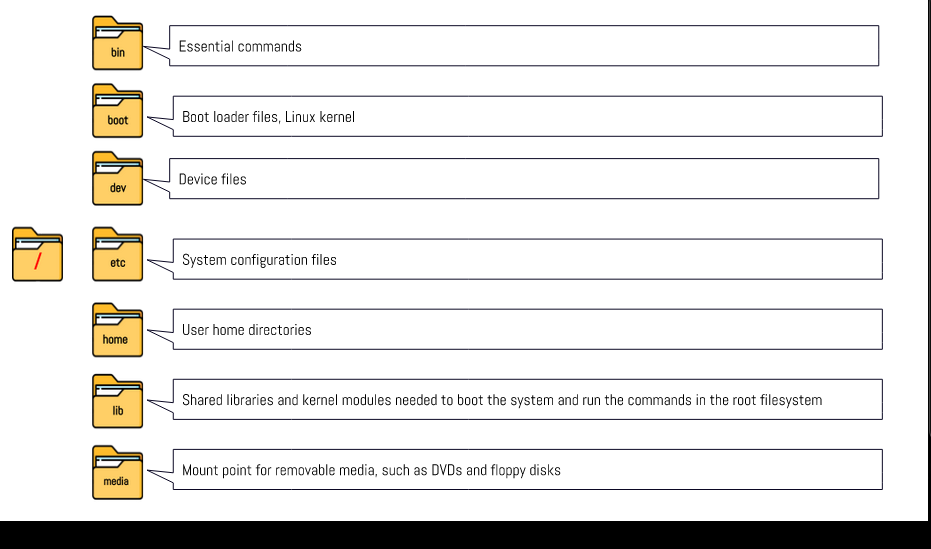 bin
Essential commands
boot
Boot loader files, Linux kernel
dev
Device files
/
etc
System configuration files
home
User home directories
lib
Shared libraries and kernel modules needed to boot the system and run the commands in the root filesystem
media
Mount point for removable media, such as DVDs and floppy disks